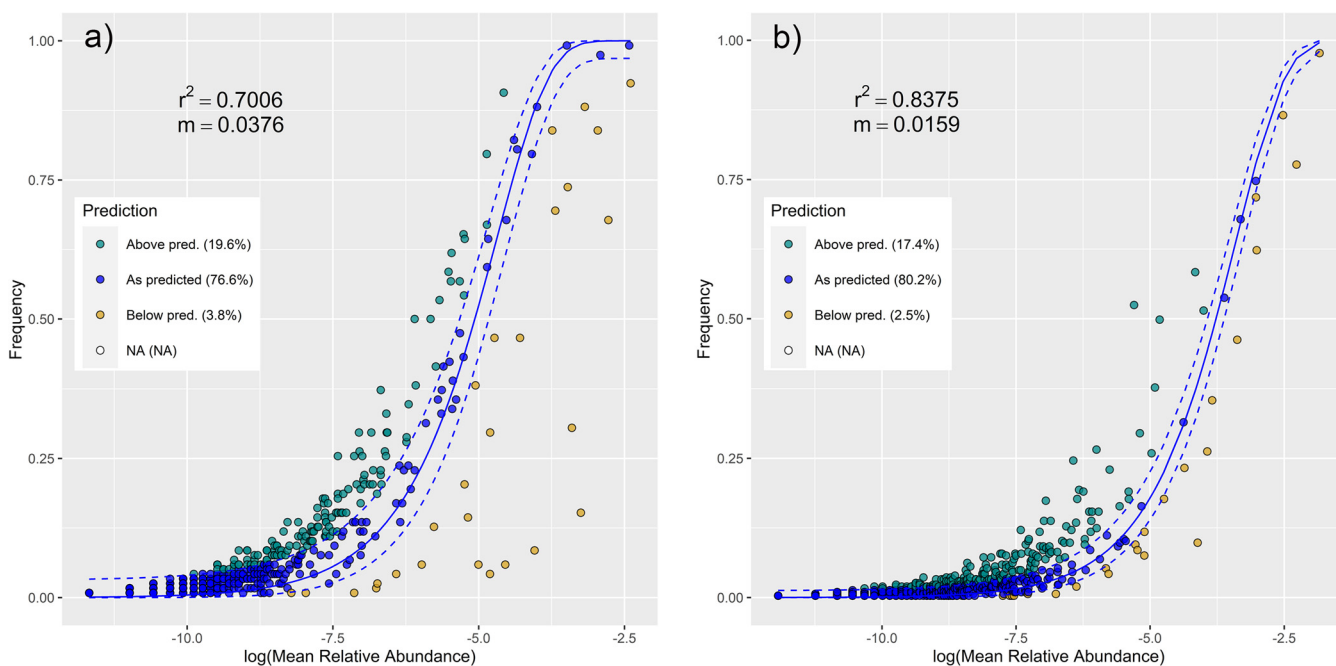 a)
r² = 0.7006
m = 0.0376
Prediction
Above pred. (19.6%)
As predicted (76.6%)
Below pred. (3.8%)
NA (NA)
1.00
0.75
0.50
0.25
0.00
Frequency
-10.0
-7.5
-5.0
-2.5
log(Mean Relative Abundance)
b)
r² = 0.8375
m = 0.0159
Prediction
Above pred. (17.4%)
As predicted (80.2%)
Below pred. (2.5%)
NA (NA)
1.00
0.75
0.50
0.25
0.00
Frequency
-10.0
-7.5
-5.0
-2.5
log(Mean Relative Abundance)